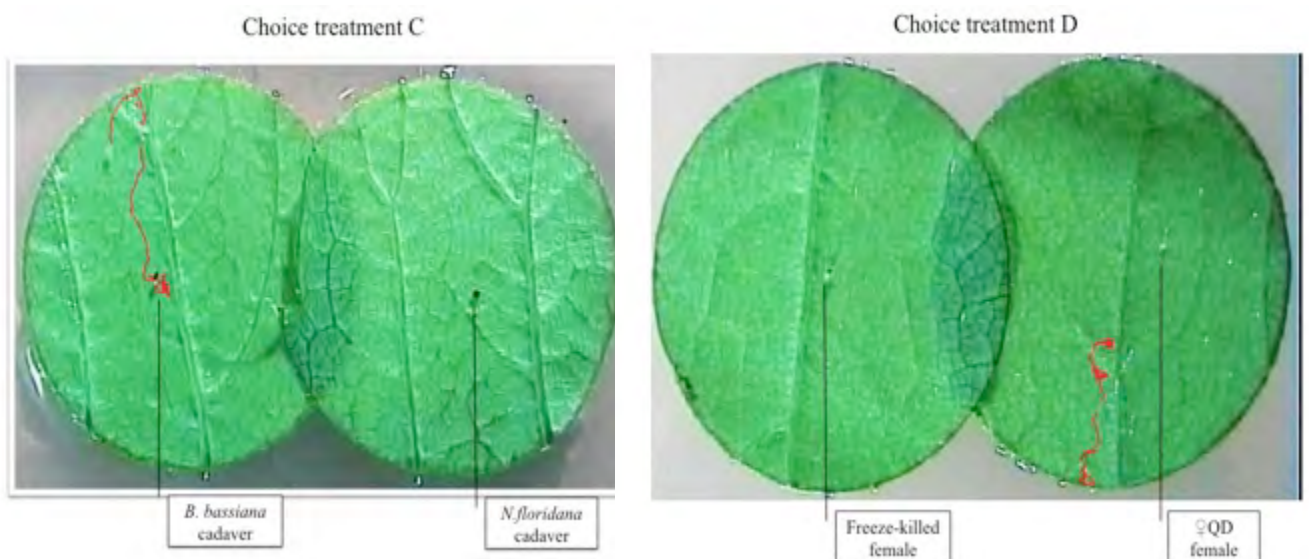 Choice treatment C
Choice treatment D
B. bassiana
cadaver
N.floridana
cadaver
Freeze-killed
female
♀QD
female